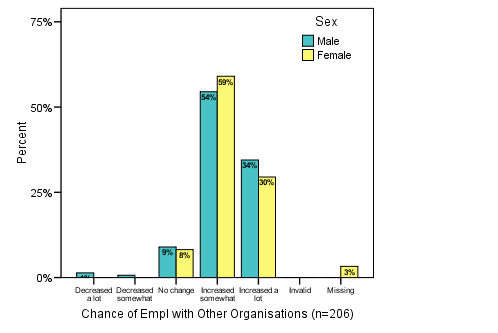 75%
50%
25%
0%
Percent
Sex
Male
Female
9%
8%
54%
59%
34%
30%
3%
Decreased
a lot
Decreased
somewhat
No change
Increased
somewhat
Increased a
lot
Invalid
Missing
Chance of Empl with Other Organisations (n=206)